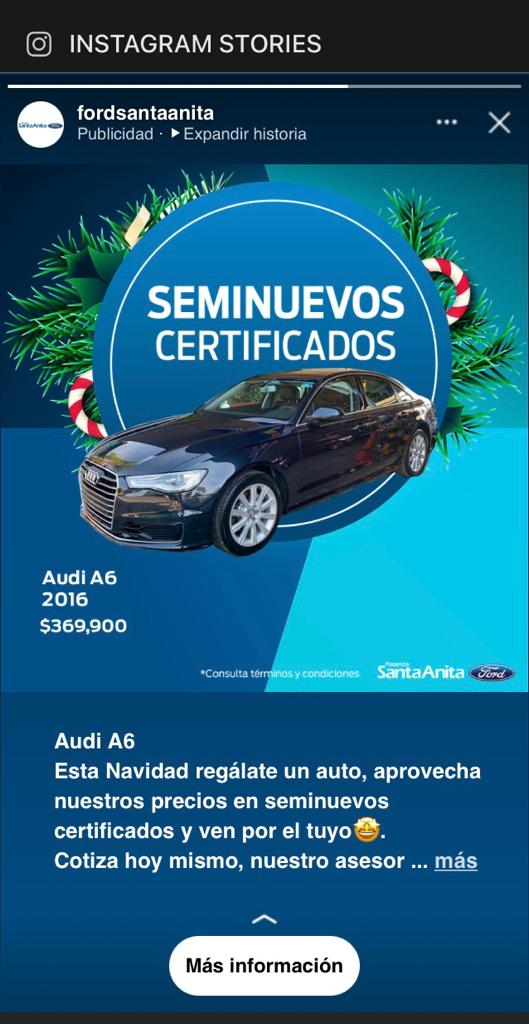 INSTAGRAM STORIES
fordsantaanita
Publicidad · Expandir historia
SEMINUEVOS
CERTIFICADOS
Audi A6
2016
$369,900
*Consulta términos y condiciones
SantaAnita Ford
Audi A6
Esta Navidad regálate un auto, aprovecha
nuestros precios en seminuevos
certificados y ven por el tuyo🤩.
Cotiza hoy mismo, nuestro asesor ... más
Más información